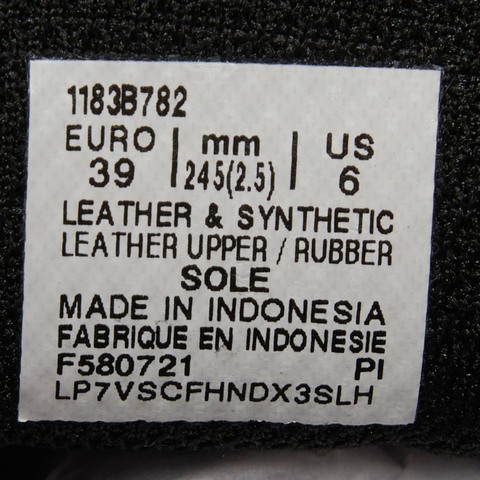 1183B782
EURO | mm | US
39 | 245(2.5) | 6
LEATHER & SYNTHETIC
LEATHER UPPER / RUBBER
SOLE
MADE IN INDONESIA
FABRIQUE EN INDONESIE
F580721 PI
LP7VSCFHNDX3SLH